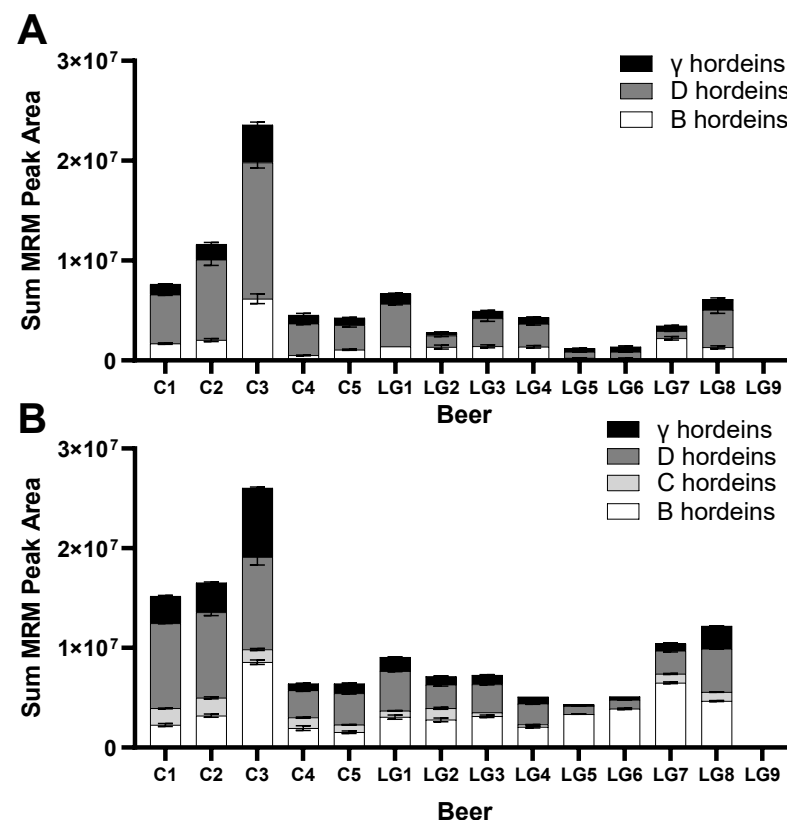 A
Sum MRM Peak Area
3×10⁷
2×10⁷
1×10⁷
0
γ hordeins
D hordeins
B hordeins
C1 C2 C3 C4 C5 LG1 LG2 LG3 LG4 LG5 LG6 LG7 LG8 LG9
Beer
B
Sum MRM Peak Area
3×10⁷
2×10⁷
1×10⁷
0
γ hordeins
D hordeins
C hordeins
B hordeins
C1 C2 C3 C4 C5 LG1 LG2 LG3 LG4 LG5 LG6 LG7 LG8 LG9
Beer